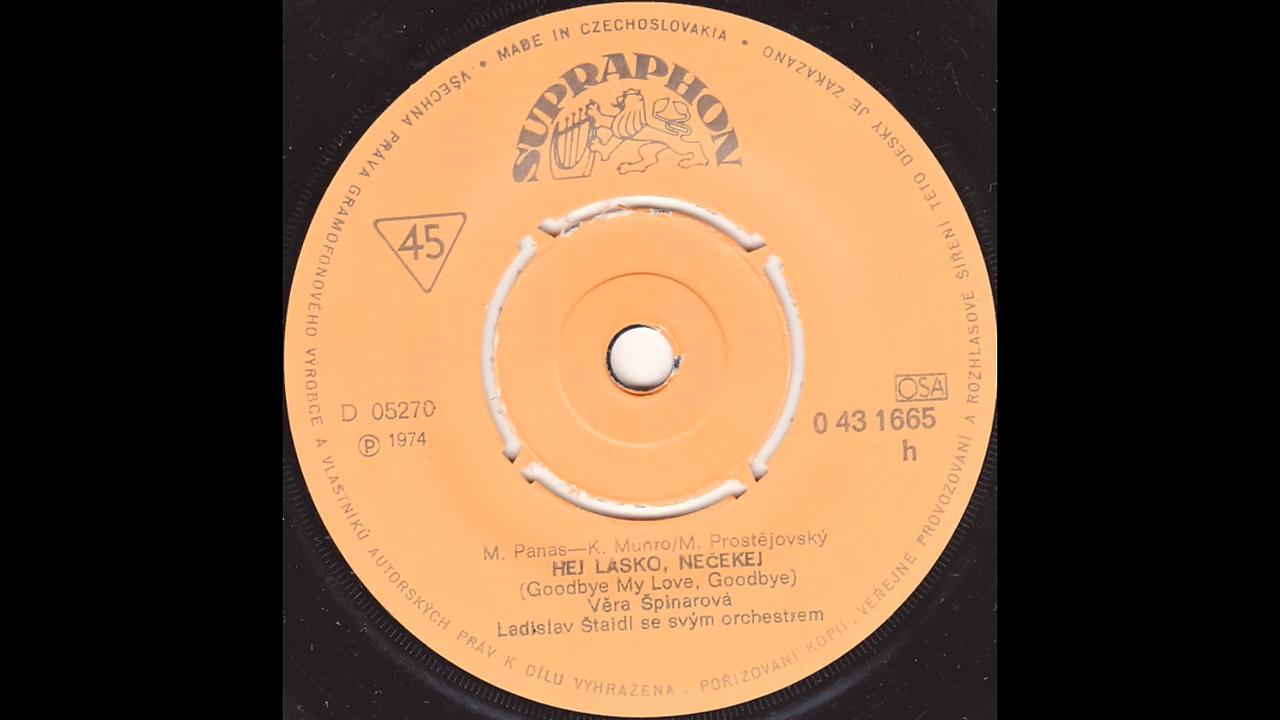 VŠECHNA PRÁVA GRAMOFONOVÉHO VÝROBCE A VLASTNÍKŮ AUTORSKÝCH PRÁV K DÍLU VYHRAŽENA . POŘIZOVÁNÍ KOPIÍ, VEŘEJNÉ PROVOZOVÁNÍ A ROZHLASOVÉ ŠÍŘENÍ TÉTO DESKY JE ZAKÁZÁNO • MADE IN CZECHOSLOVAKIA •
SUPRAPHON
45
OSA
D 05270
0 43 1665
Ⓟ 1974
h
M. Panas—K. Munro/M. Prostějovský
HEJ LÁSKO, NEČEKEJ
(Goodbye My Love, Goodbye)
Věra Špinarová
Ladislav Štaidl se svým orchestrem